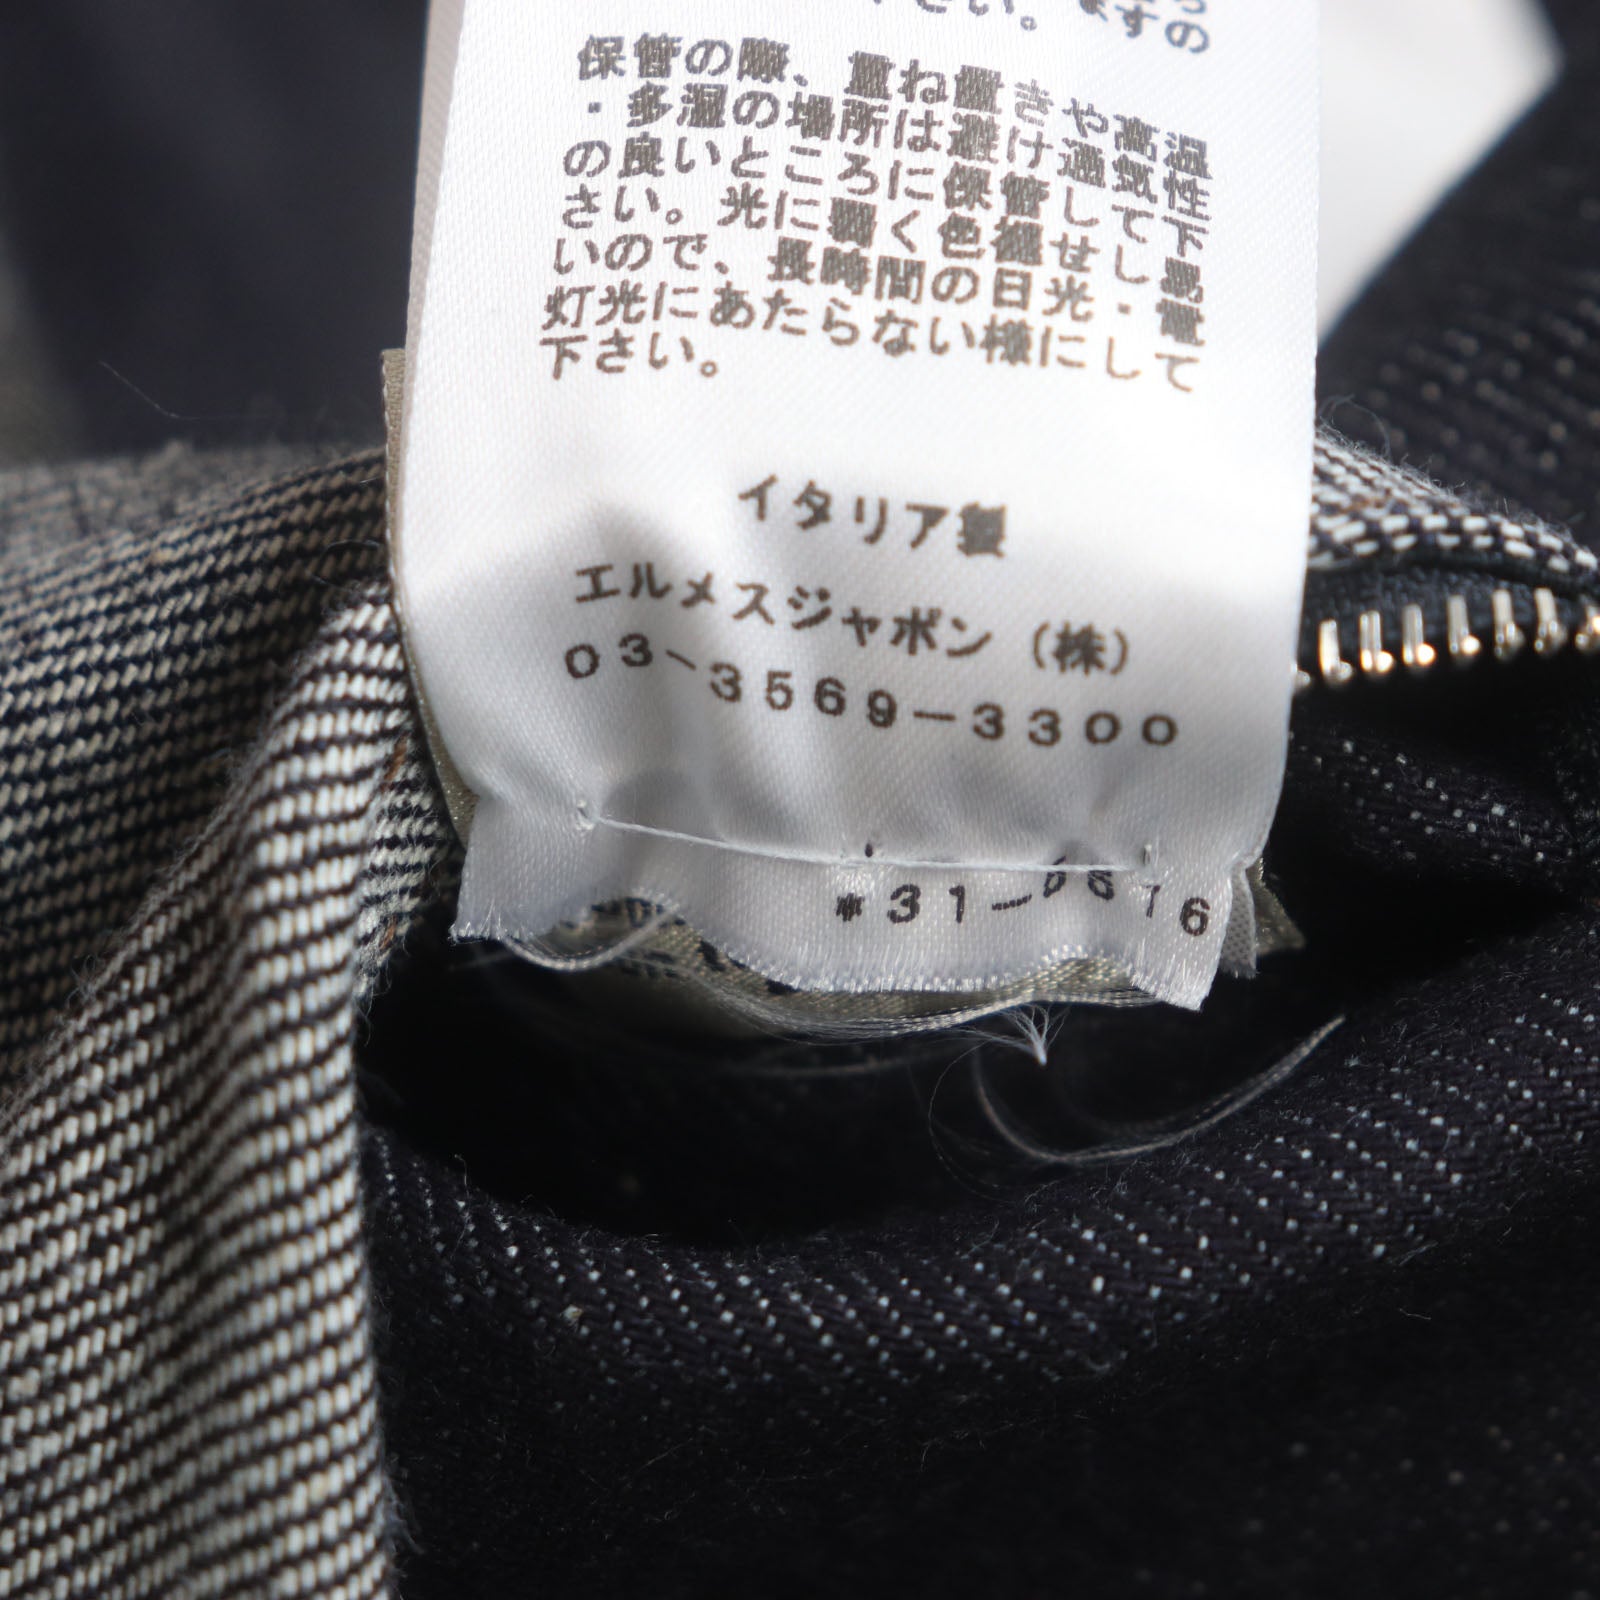 保管の際、重ね置きや高温
・多湿の場所は避け通気性
の良いところに保管して下
さい。光に弱く色褪せし易
いので、長時間の日光・電
灯光にあたらない様にして
下さい。
イタリア製
エルメスジャポン（株）
03-3569-3300